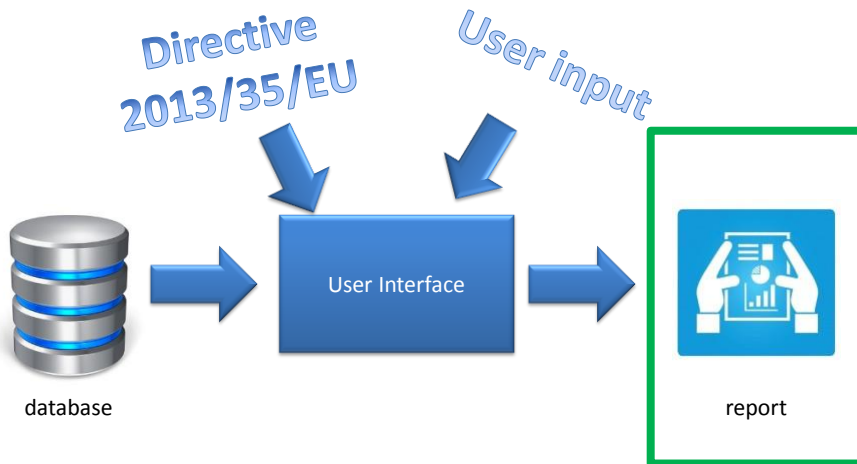 Directive
2013/35/EU
User input
User Interface
database
report